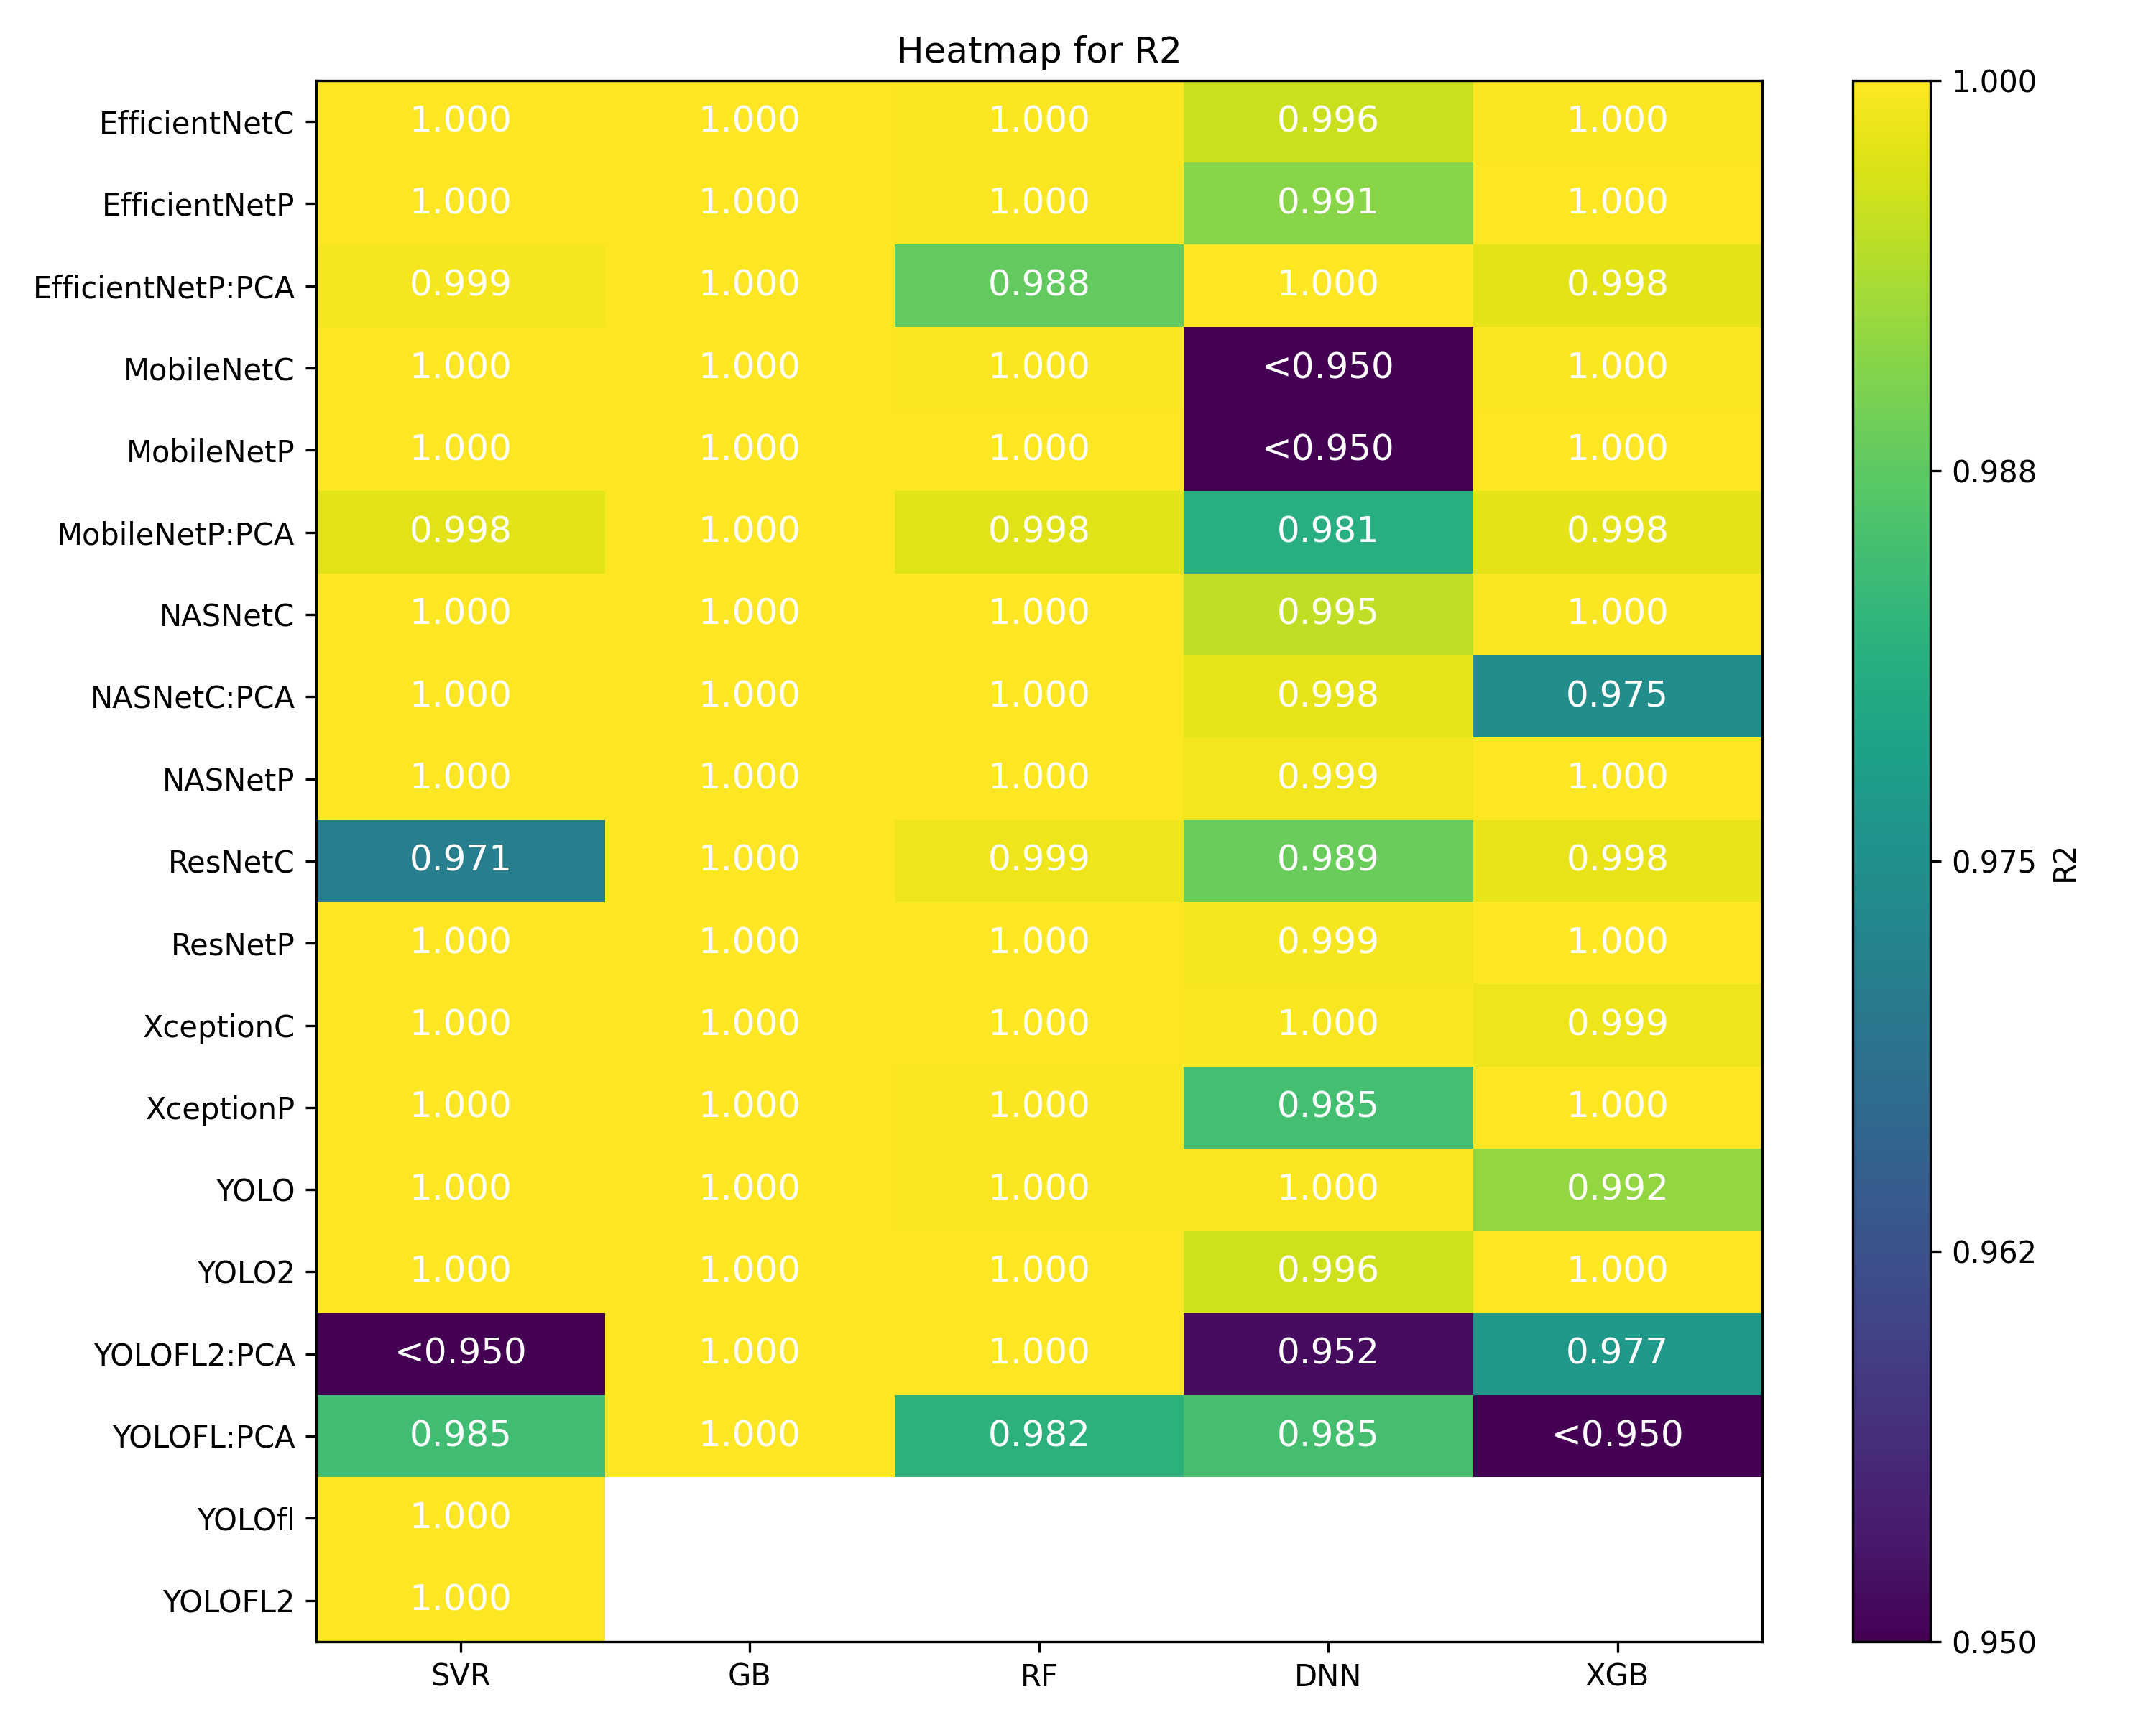 Heatmap for R2
EfficientNetC 1.000 1.000 1.000 0.996 1.000
EfficientNetP 1.000 1.000 1.000 0.991 1.000
EfficientNetP:PCA 0.999 1.000 0.988 1.000 0.998
MobileNetC 1.000 1.000 1.000 <0.950 1.000
MobileNetP 1.000 1.000 1.000 <0.950 1.000
MobileNetP:PCA 0.998 1.000 0.998 0.981 0.998
NASNetC 1.000 1.000 1.000 0.995 1.000
NASNetC:PCA 1.000 1.000 1.000 0.998 0.975
NASNetP 1.000 1.000 1.000 0.999 1.000
ResNetC 0.971 1.000 0.999 0.989 0.998
ResNetP 1.000 1.000 1.000 0.999 1.000
XceptionC 1.000 1.000 1.000 1.000 0.999
XceptionP 1.000 1.000 1.000 0.985 1.000
YOLO 1.000 1.000 1.000 1.000 0.992
YOLO2 1.000 1.000 1.000 0.996 1.000
YOLOFL2:PCA <0.950 1.000 1.000 0.952 0.977
YOLOFL:PCA 0.985 1.000 0.982 0.985 <0.950
YOLOfl 1.000
YOLOFL2 1.000
SVR GB RF DNN XGB
1.000
0.988
0.975
0.962
0.950
R2